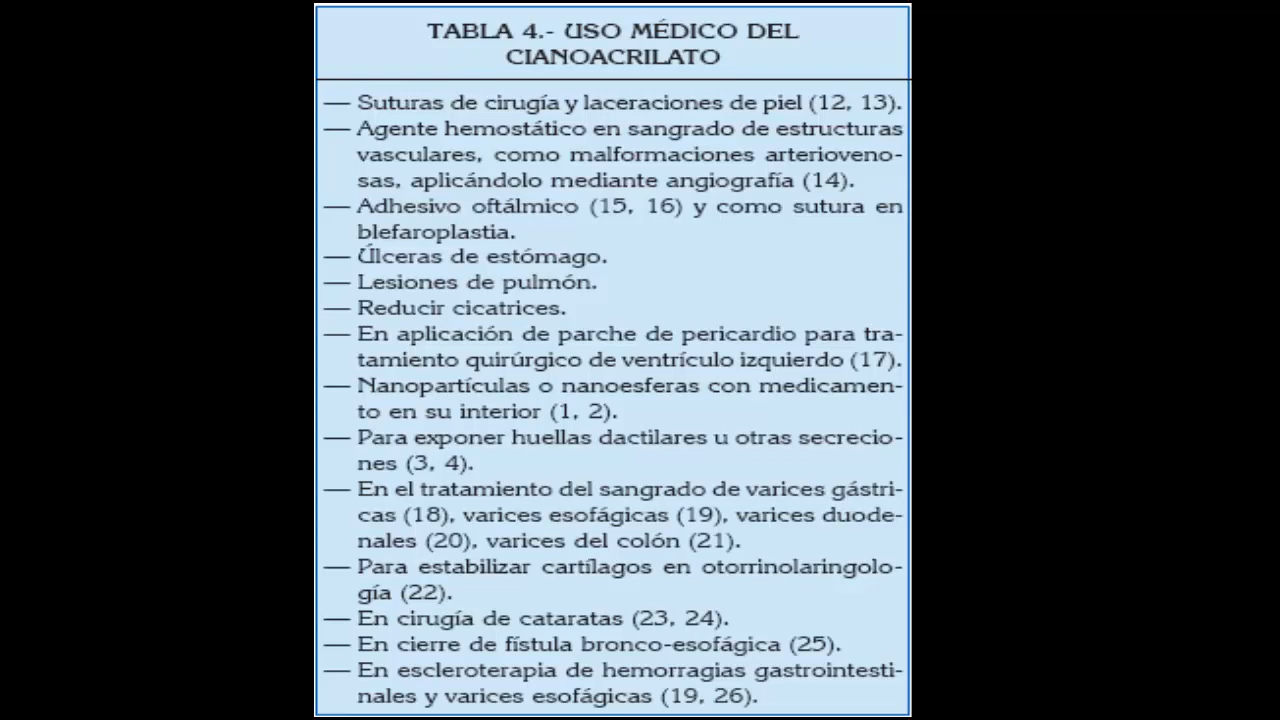 TABLA 4.- USO MÉDICO DEL
CIANOACRILATO
— Suturas de cirugía y laceraciones de piel (12, 13).
— Agente hemostático en sangrado de estructuras
vasculares, como malformaciones arterioveno-
sas, aplicándolo mediante angiografía (14).
— Adhesivo oftálmico (15, 16) y como sutura en
blefaroplastia.
— Úlceras de estómago.
— Lesiones de pulmón.
— Reducir cicatrices.
— En aplicación de parche de pericardio para tra-
tamiento quirúrgico de ventrículo izquierdo (17).
— Nanopartículas o nanoesferas con medicamen-
to en su interior (1, 2).
— Para exponer huellas dactilares u otras secrecio-
nes (3, 4).
— En el tratamiento del sangrado de varices gástri-
cas (18), varices esofágicas (19), varices duode-
nales (20), varices del colón (21).
— Para estabilizar cartílagos en otorrinolaringolo-
gía (22).
— En cirugía de cataratas (23, 24).
— En cierre de fístula bronco-esofágica (25).
— En escleroterapia de hemorragias gastrointesti-
nales y varices esofágicas (19, 26).